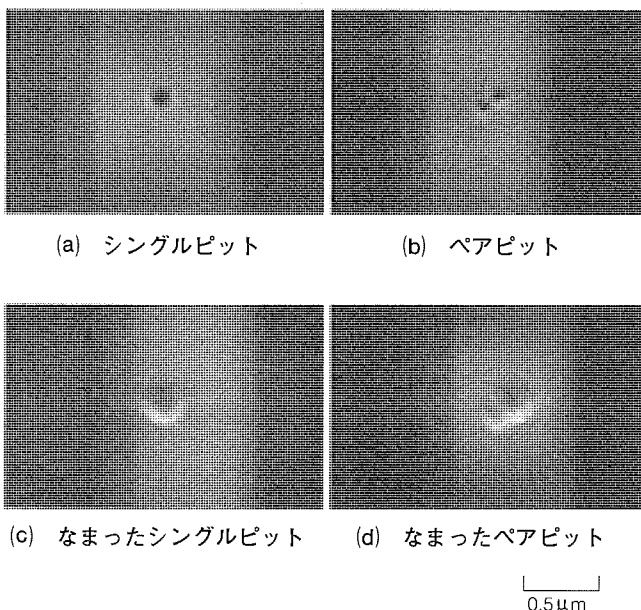 (a) シングルピット
(b) ペアピット
(c) なまったシングルピット
(d) なまったペアピット
0.5μm